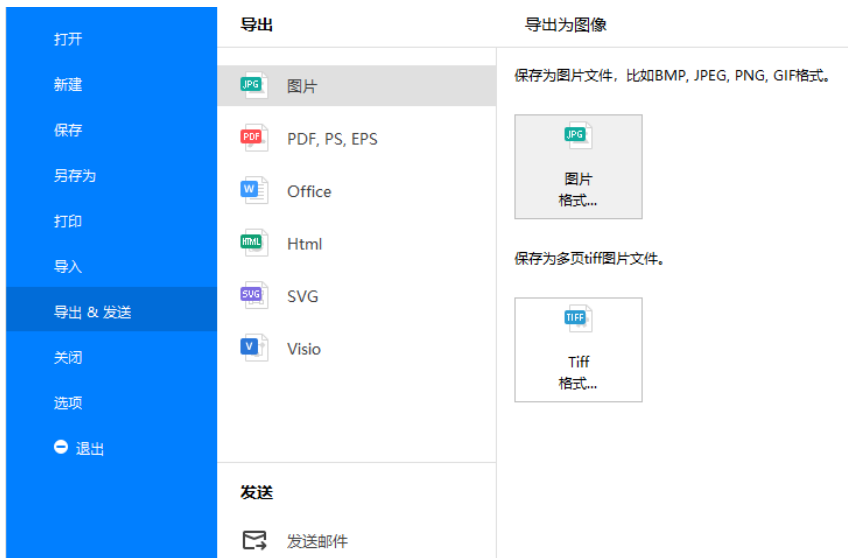 打开
新建
保存
另存为
打印
导入
导出 & 发送
关闭
选项
退出
导出
JPG 图片
PDF PDF, PS, EPS
W Office
HTML Html
SVG SVG
V Visio
发送
发送邮件
导出为图像
保存为图片文件，比如BMP, JPEG, PNG, GIF格式。
JPG
图片
格式...
保存为多页tiff图片文件。
TIFF
Tiff
格式...